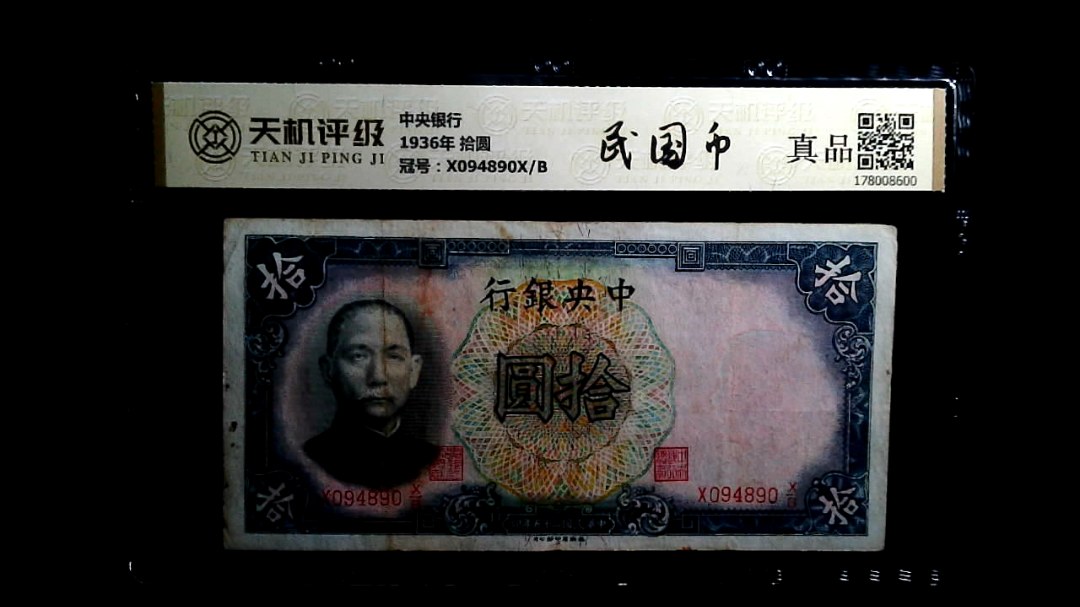 天机评级
TIAN JI PING JI
中央银行
1936年 拾圆
冠号：X094890X/B
民国币
真品
178008600
拾
拾
行銀央中
圓拾
X094890
X094890
拾
拾